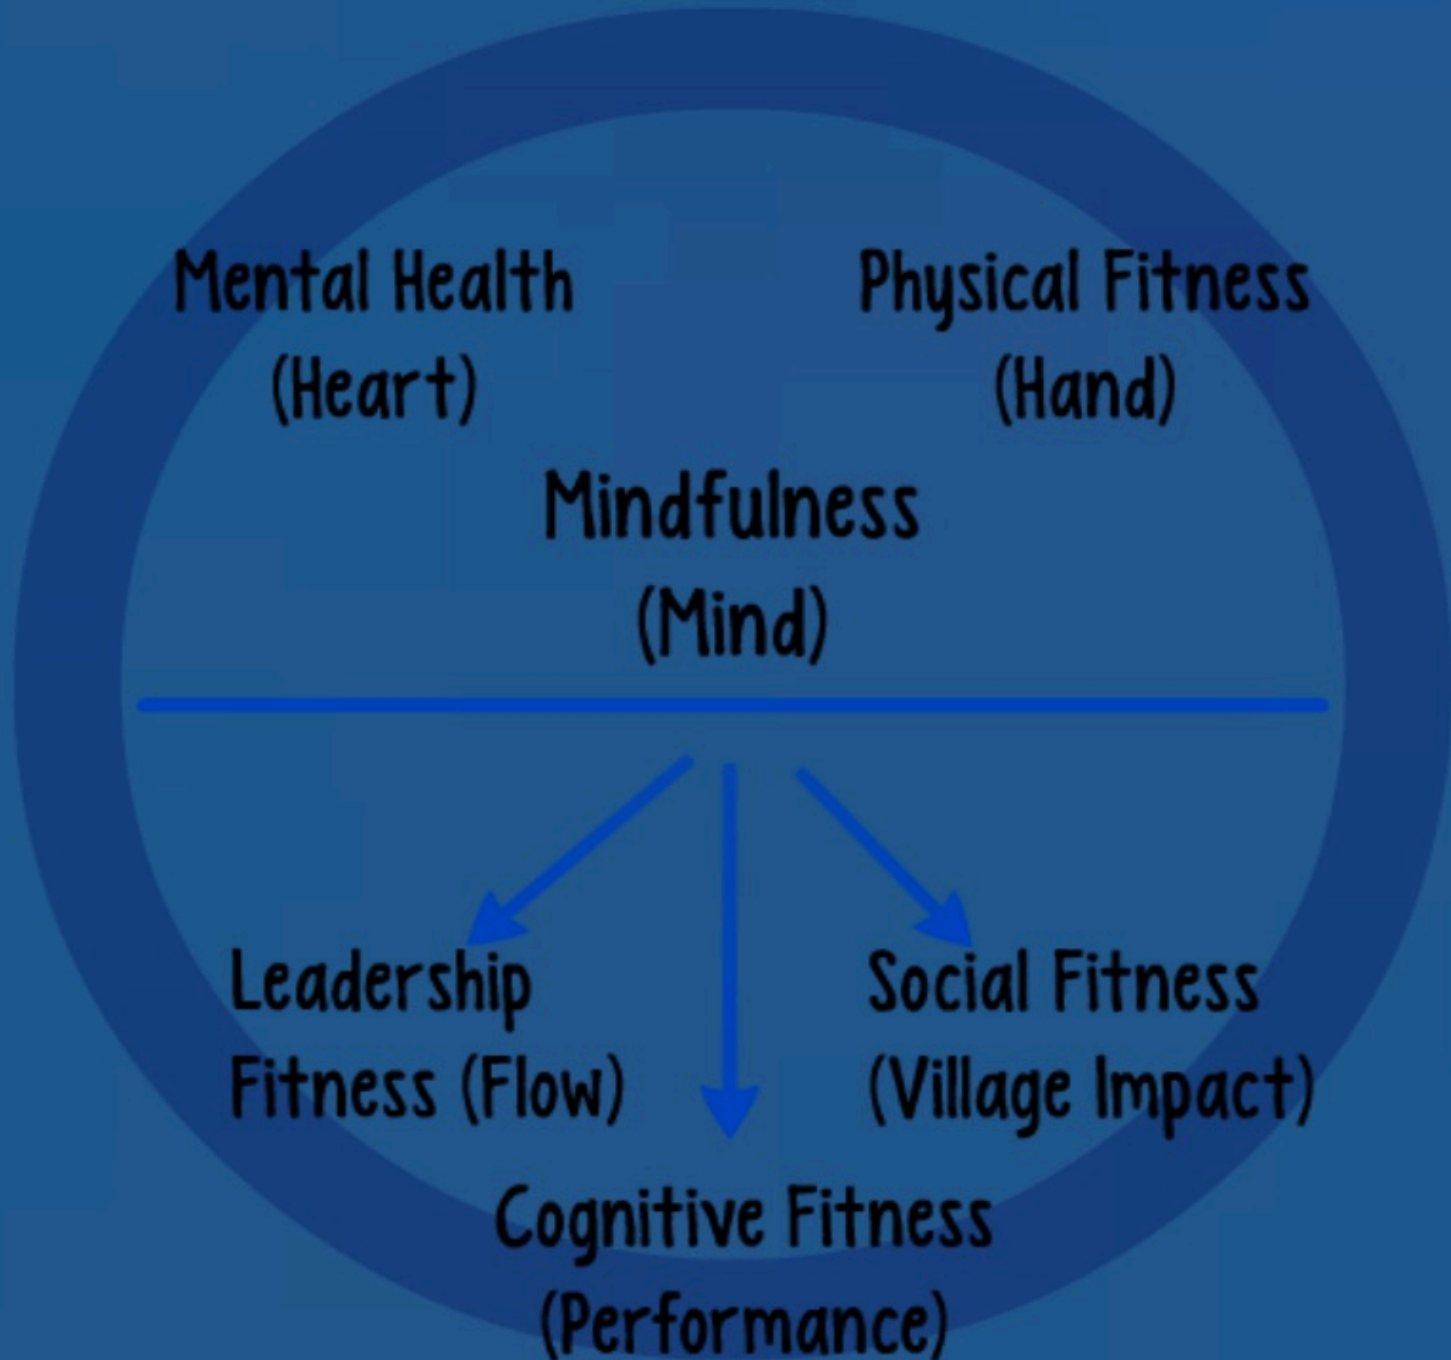 Mental Health
(Heart)
Physical Fitness
(Hand)
Mindfulness
(Mind)
Leadership
Fitness (Flow)
Social Fitness
(Village Impact)
Cognitive Fitness
(Performance)